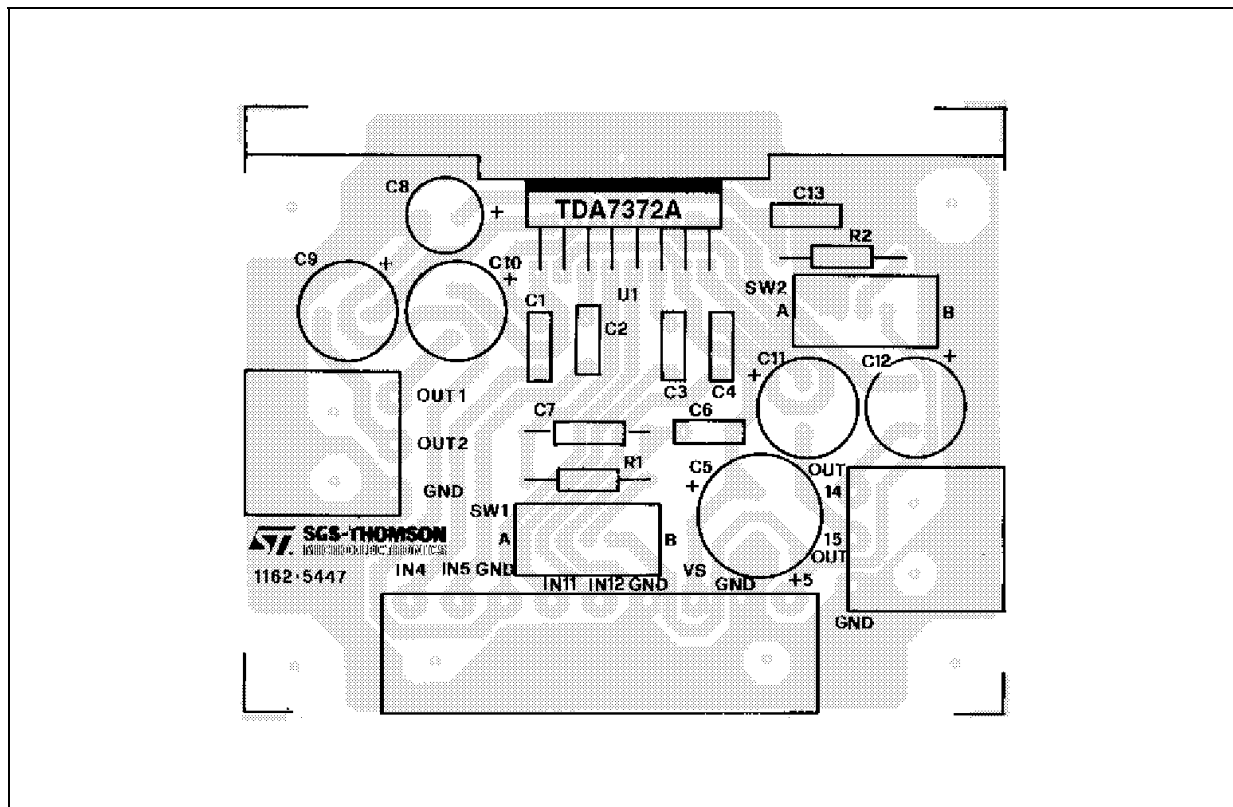 C8
+
TDA7372A
C13
R2
C9
+
C10
+
SW2
A
B
U1
C1
C2
C3
C4
C11
+
C12
+
OUT1
OUT2
GND
C7
C6
R1
C5
+
OUT
14
15
OUT
SW1
A
B
SGS-THOMSON
MICROELECTRONICS
1162·5447
IN4
IN5
GND
IN11
IN12
GND
VS
GND
+5
GND